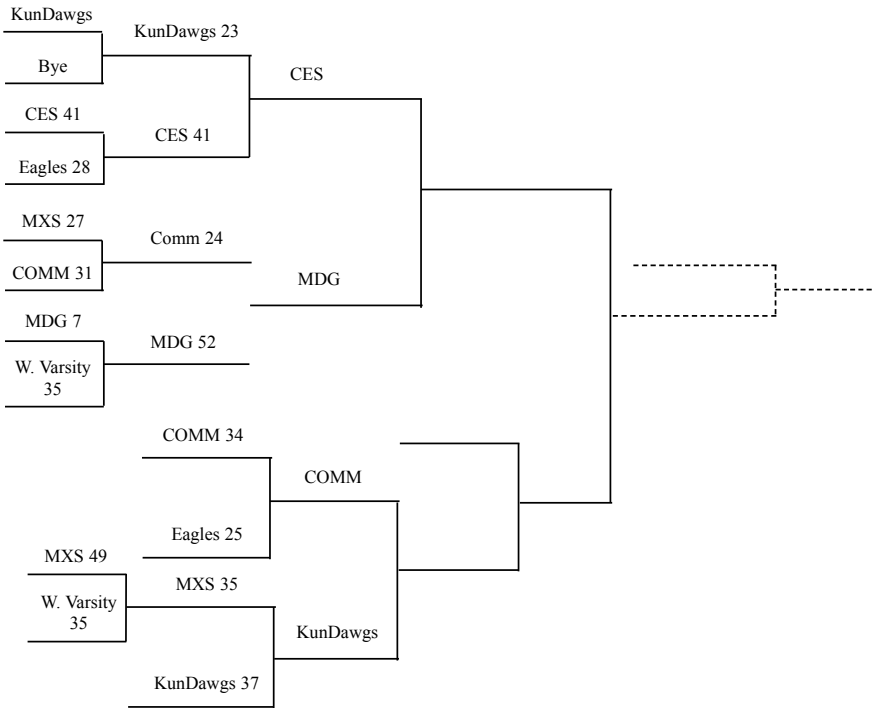 KunDawgs
KunDawgs 23
Bye
CES
CES 41
CES 41
Eagles 28
MXS 27
Comm 24
COMM 31
MDG
MDG 7
MDG 52
W. Varsity
35
COMM 34
COMM
Eagles 25
MXS 49
MXS 35
W. Varsity
35
KunDawgs
KunDawgs 37